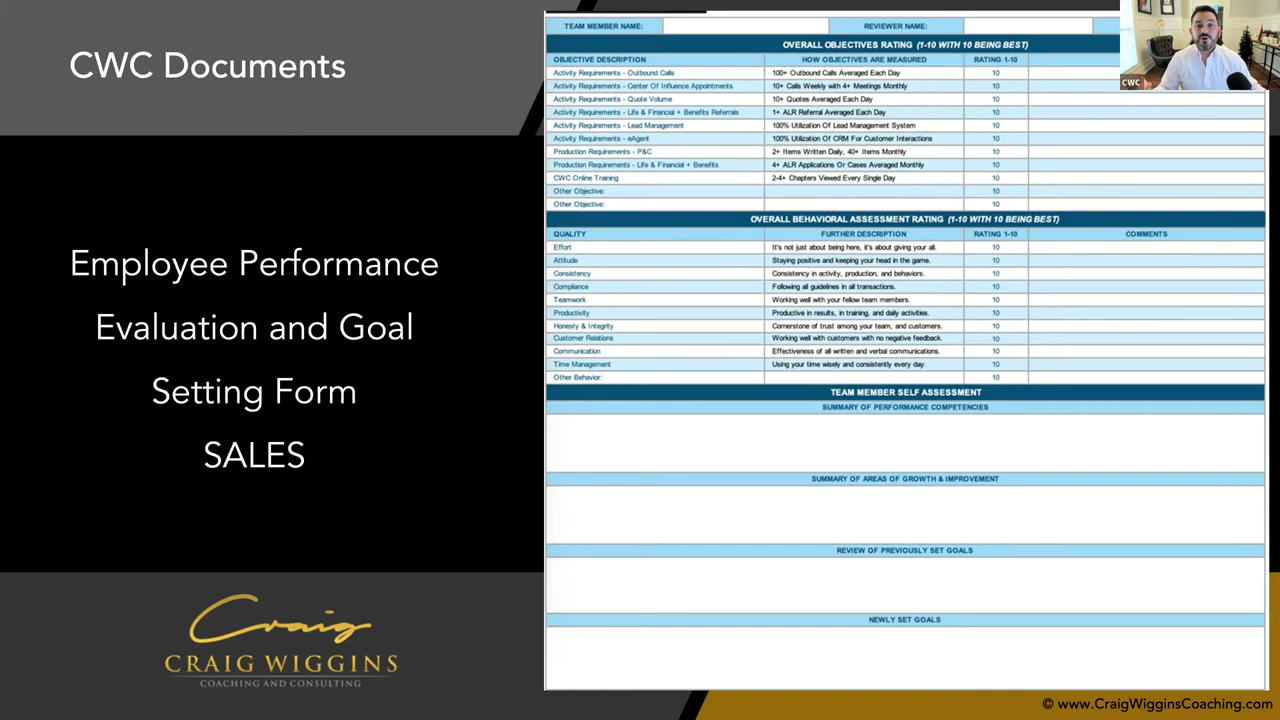 CWC Documents
Employee Performance
Evaluation and Goal
Setting Form
SALES
Craig
CRAIG WIGGINS
COACHING AND CONSULTING
TEAM MEMBER NAME: REVIEWER NAME:
OVERALL OBJECTIVES RATING (1-10 WITH 10 BEING BEST)
OBJECTIVE DESCRIPTION HOW OBJECTIVES ARE MEASURED RATING 1-10
Activity Requirements - Outbound Calls 100+ Outbound Calls Averaged Each Day 10
Activity Requirements - Center Of Influence Appointments 10+ Calls Weekly with 4+ Meetings Monthly 10
Activity Requirements - Quote Volume 10+ Quotes Averaged Each Day 10
Activity Requirements - Life & Financial + Benefits Referrals 1+ ALR Referral Averaged Each Day 10
Activity Requirements - Lead Management 100% Utilization Of Lead Management System 10
Activity Requirements - eAgent 100% Utilization Of CRM For Customer Interactions 10
Production Requirements - P&C 2+ Items Written Daily, 40+ Items Monthly 10
Production Requirements - Life & Financial + Benefits 4+ ALR Applications Or Cases Averaged Monthly 10
CWC Online Training 2-4+ Chapters Viewed Every Single Day 10
Other Objective: 10
Other Objective: 10
OVERALL BEHAVIORAL ASSESSMENT RATING (1-10 WITH 10 BEING BEST)
QUALITY FURTHER DESCRIPTION RATING 1-10 COMMENTS
Effort It's not just about being here, it's about giving your all. 10
Attitude Staying positive and keeping your head in the game. 10
Consistency Consistency in activity, production, and behaviors. 10
Compliance Following all guidelines in all transactions. 10
Teamwork Working well with your fellow team members. 10
Productivity Productive in results, in training, and daily activities. 10
Honesty & Integrity Cornerstone of trust among your team, and customers. 10
Customer Relations Working well with customers with no negative feedback. 10
Communication Effectiveness of all written and verbal communications. 10
Time Management Using your time wisely and consistently every day. 10
Other Behavior: 10
TEAM MEMBER SELF ASSESSMENT
SUMMARY OF PERFORMANCE COMPETENCIES
SUMMARY OF AREAS OF GROWTH & IMPROVEMENT
REVIEW OF PREVIOUSLY SET GOALS
NEWLY SET GOALS
CWC
© www.CraigWigginsCoaching.com